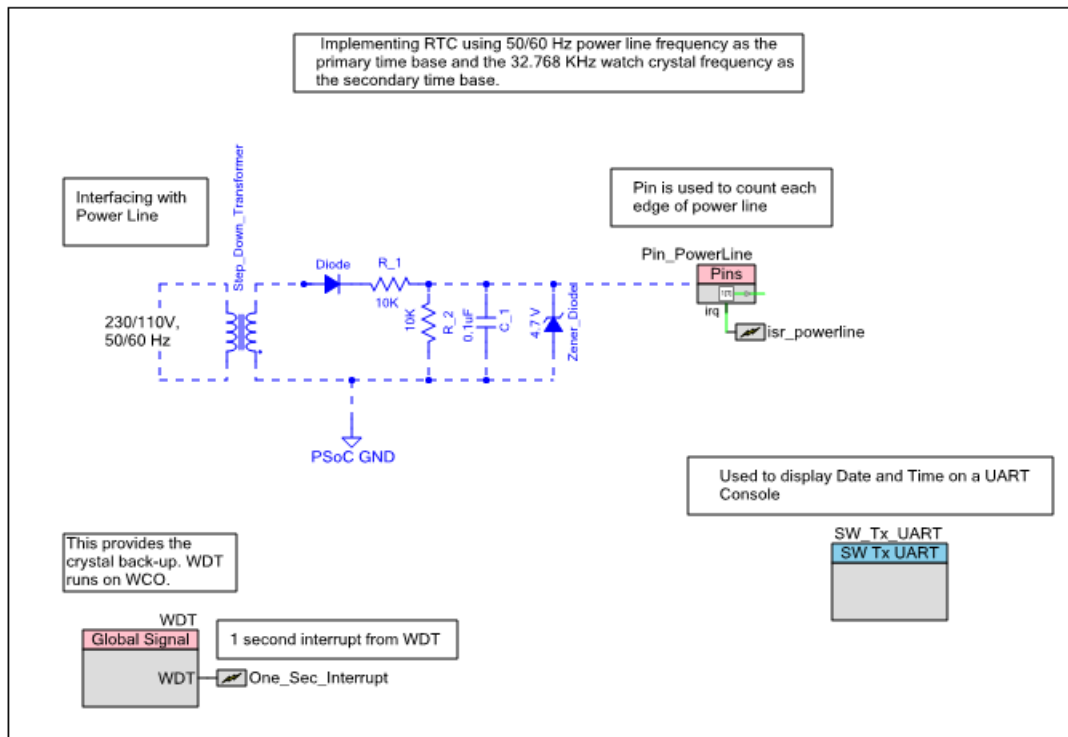 Implementing RTC using 50/60 Hz power line frequency as the
primary time base and the 32.768 KHz watch crystal frequency as
the secondary time base.
Interfacing with
Power Line
Step_Down_Transformer
230/110V,
50/60 Hz
Diode
R_1
10K
10K
R_2
0.1uF
C_1
4.7 V
Zener_Diode
PSoC GND
Pin is used to count each
edge of power line
Pin_PowerLine
Pins
irq
isr_powerline
Used to display Date and Time on a UART
Console
SW_Tx_UART
SW Tx UART
This provides the
crystal back-up. WDT
runs on WCO.
WDT
Global Signal
WDT
1 second interrupt from WDT
One_Sec_Interrupt